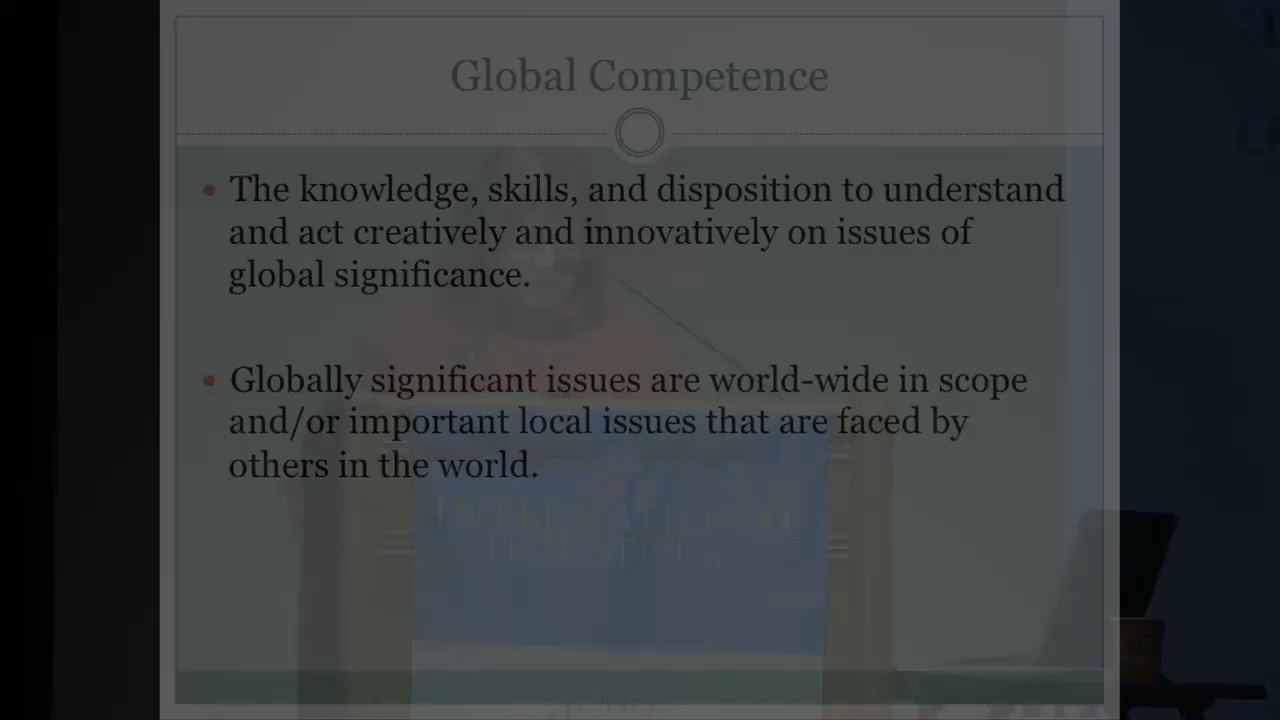 Global Competence
• The knowledge, skills, and disposition to understand
and act creatively and innovatively on issues of
global significance.
• Globally significant issues are world-wide in scope
and/or important local issues that are faced by
others in the world.